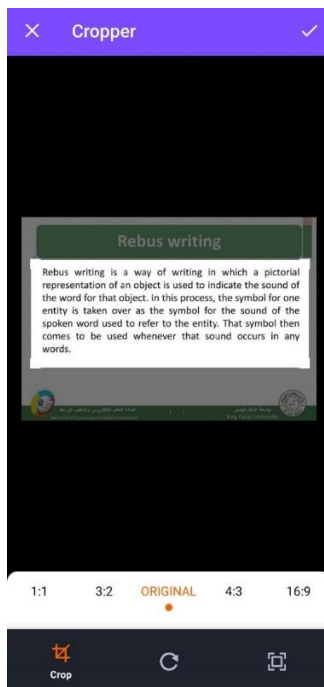 Cropper
Rebus writing
Rebus writing is a way of writing in which a pictorial
representation of an object is used to indicate the sound of
the word for that object. In this process, the symbol for one
entity is taken over as the symbol for the sound of the
spoken word used to refer to the entity. That symbol then
comes to be used whenever that sound occurs in any
words.
جامعة الملك فيصل
King Faisal University
1:1 3:2 ORIGINAL 4:3 16:9
Crop